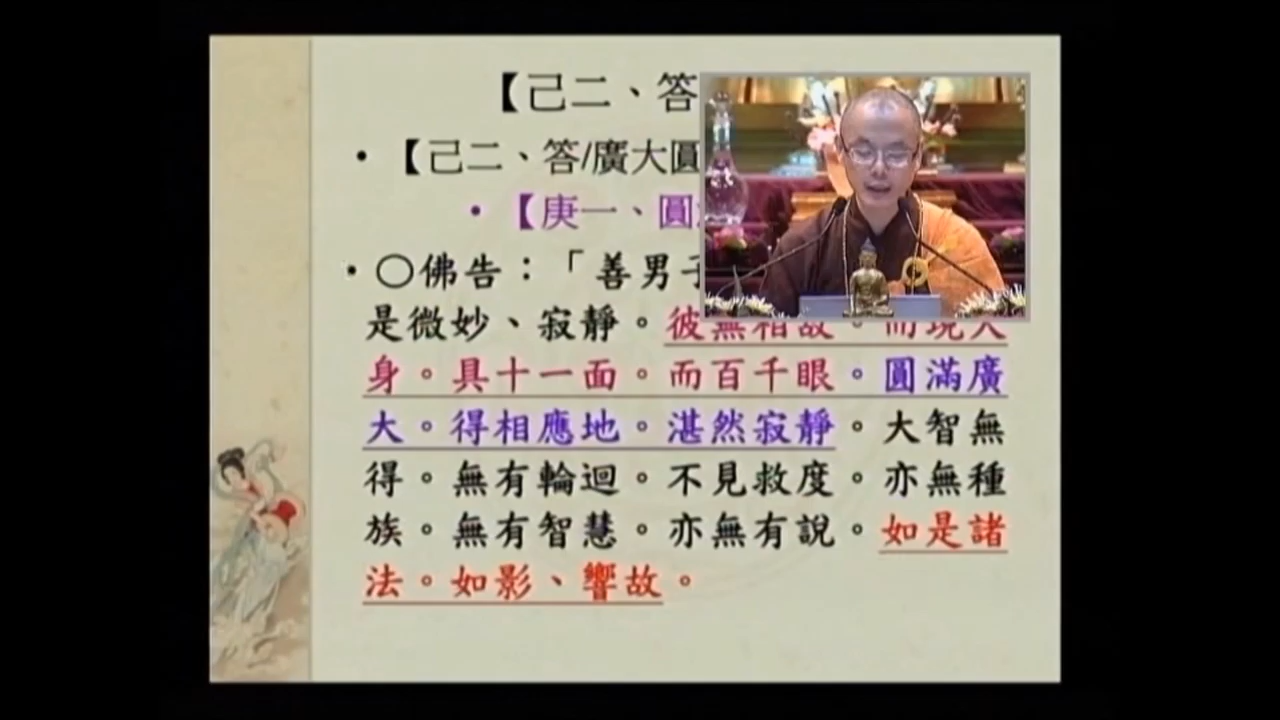 【己二、答
•【己二、答/廣大圓
•【庚一、圓
•〇佛告：「善男子
是微妙、寂靜。彼無相故。而現大
身。具十一面。而百千眼。圓滿廣
大。得相應地。湛然寂靜。大智無
得。無有輪迴。不見救度。亦無種
族。無有智慧。亦無有說。如是諸
法。如影、響故。